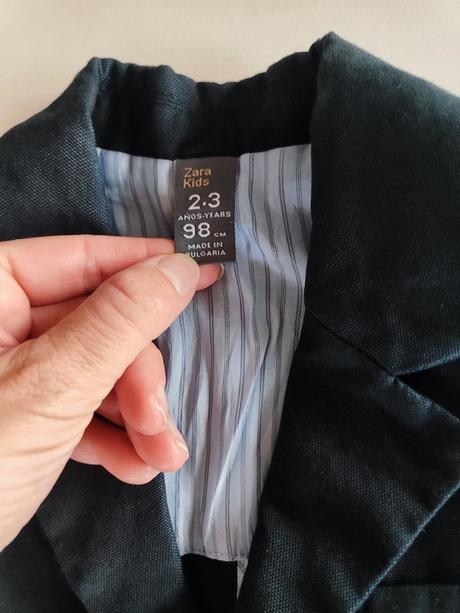 Zara
Kids
2-3
AÑOS-YEARS
98 CM
MADE IN
BULGARIA